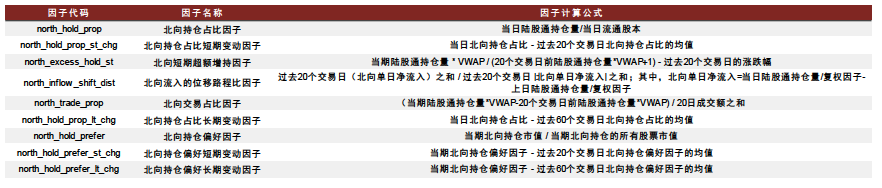 因子代码 因子名称 因子计算公式
north_hold_prop 北向持仓占比因子 当日陆股通持仓量/当日流通股本
north_hold_prop_st_chg 北向持仓占比短期变动因子 当日北向持仓占比 - 过去20个交易日北向持仓占比的均值
north_excess_hold_st 北向短期超额增持因子 当期陆股通持仓量 * VWAP / (20个交易日前陆股通持仓量*VWAP+1) - 过去20个交易日的涨跌幅
north_inflow_shift_dist 北向流入的位移路程比因子 过去20个交易日（北向单日净流入）之和 / 过去20个交易日 |北向单日净流入|之和；其中，北向单日净流入=当日陆股通持仓量/复权因子-
上日陆股通持仓量/复权因子
north_trade_prop 北向交易占比因子 （当期陆股通持仓量*VWAP-20个交易日前陆股通持仓量*VWAP) / 20日成交额之和
north_hold_prop_lt_chg 北向持仓占比长期变动因子 当日北向持仓占比 - 过去60个交易日北向持仓占比的均值
north_hold_prefer 北向持仓偏好因子 当期北向持仓市值 / 当期北向持仓的所有股票市值
north_hold_prefer_st_chg 北向持仓偏好短期变动因子 当期北向持仓偏好因子 - 过去20个交易日北向持仓偏好因子的均值
north_hold_prefer_lt_chg 北向持仓偏好长期变动因子 当期北向持仓偏好因子 - 过去60个交易日北向持仓偏好因子的均值